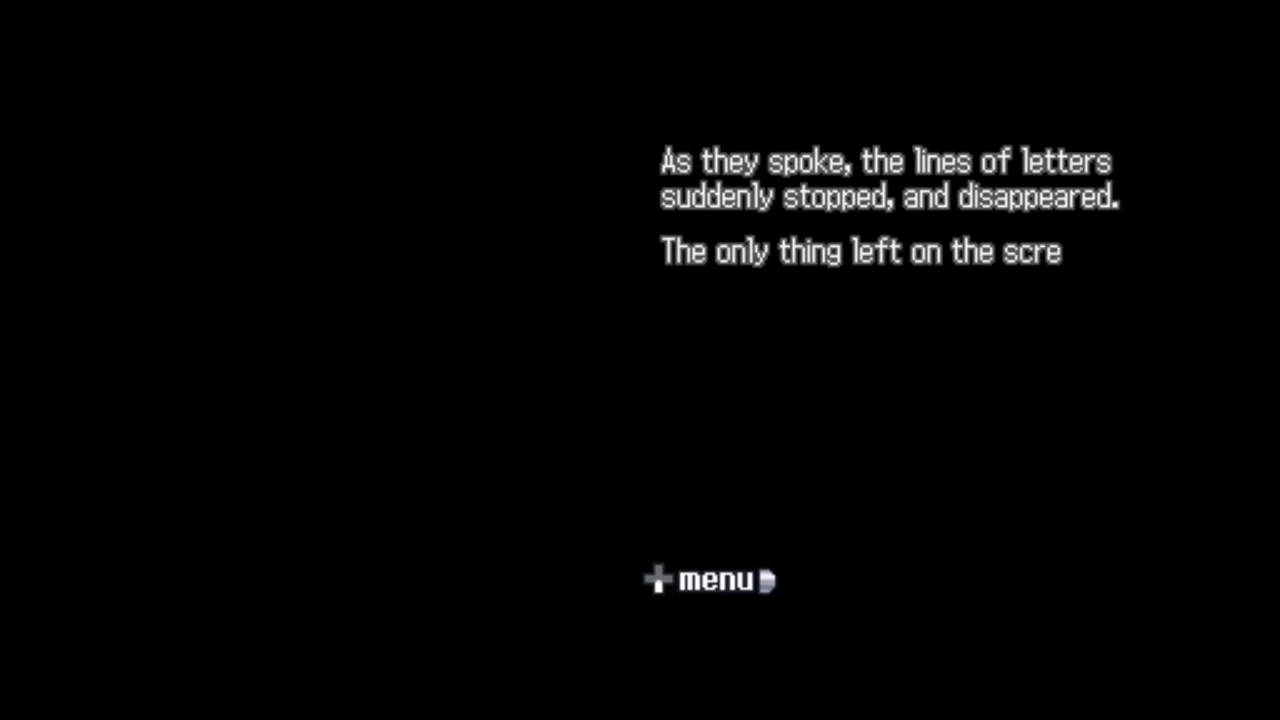 As they spoke, the lines of letters
suddenly stopped, and disappeared.
The only thing left on the scre
menu